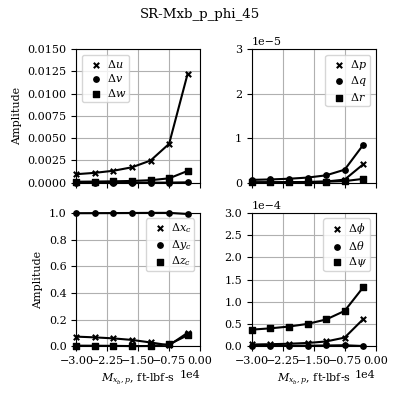 SR-Mxb_p_phi_45
Amplitude
0.0150
0.0125
0.0100
0.0075
0.0050
0.0025
0.0000
Δu
Δv
Δw
1e−5
3
2
1
0
Δp
Δq
Δr
Amplitude
1.0
0.8
0.6
0.4
0.2
0.0
Δx_c
Δy_c
Δz_c
−3.00 −2.25 −1.50 −0.75 0.00
1e4
M_{x_b,p}, ft-lbf-s
1e−4
3.0
2.5
2.0
1.5
1.0
0.5
0.0
Δϕ
Δθ
Δψ
−3.00 −2.25 −1.50 −0.75 0.00
1e4
M_{x_b,p}, ft-lbf-s